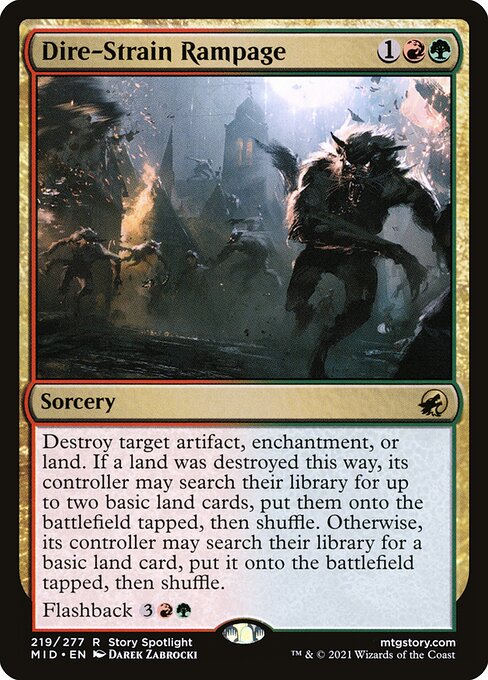 Dire-Strain Rampage 1
Sorcery
Destroy target artifact, enchantment, or
land. If a land was destroyed this way, its
controller may search their library for up
to two basic land cards, put them onto the
battlefield tapped, then shuffle. Otherwise,
its controller may search their library for a
basic land card, put it onto the battlefield
tapped, then shuffle.
Flashback 3
219/277 R Story Spotlight mtgstory.com
MID • EN Darek Zabrocki ™ & © 2021 Wizards of the Coast